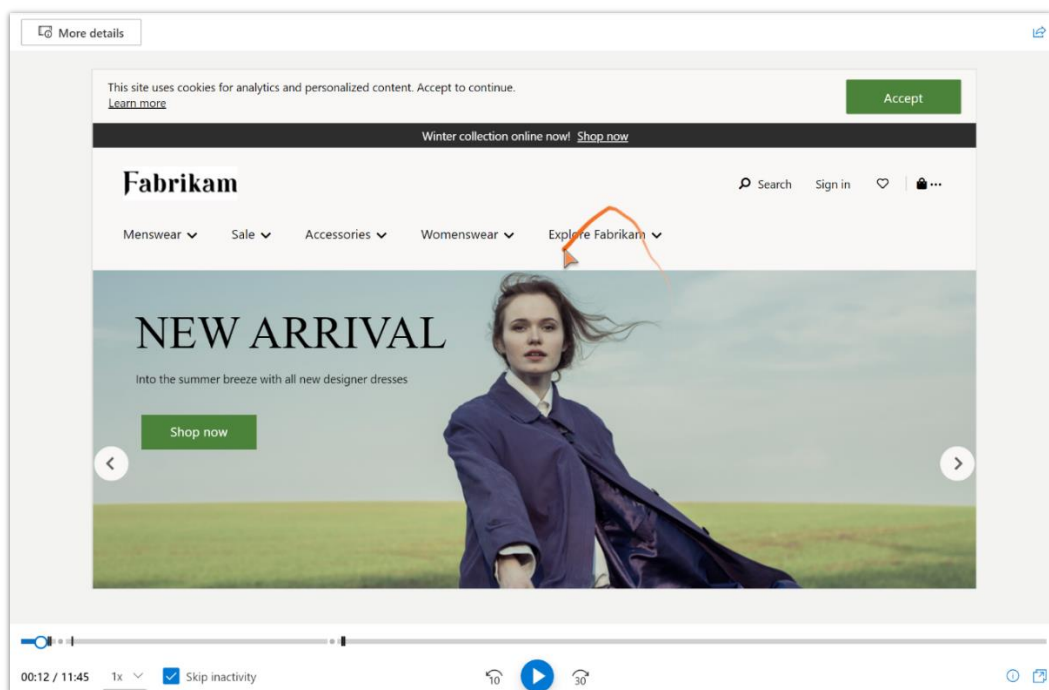 More details
This site uses cookies for analytics and personalized content. Accept to continue.
Learn more
Accept
Winter collection online now! Shop now
Fabrikam
Search Sign in
Menswear Sale Accessories Womenswear Explore Fabrikam
NEW ARRIVAL
Into the summer breeze with all new designer dresses
Shop now
00:12 / 11:45 1x Skip inactivity 10 30